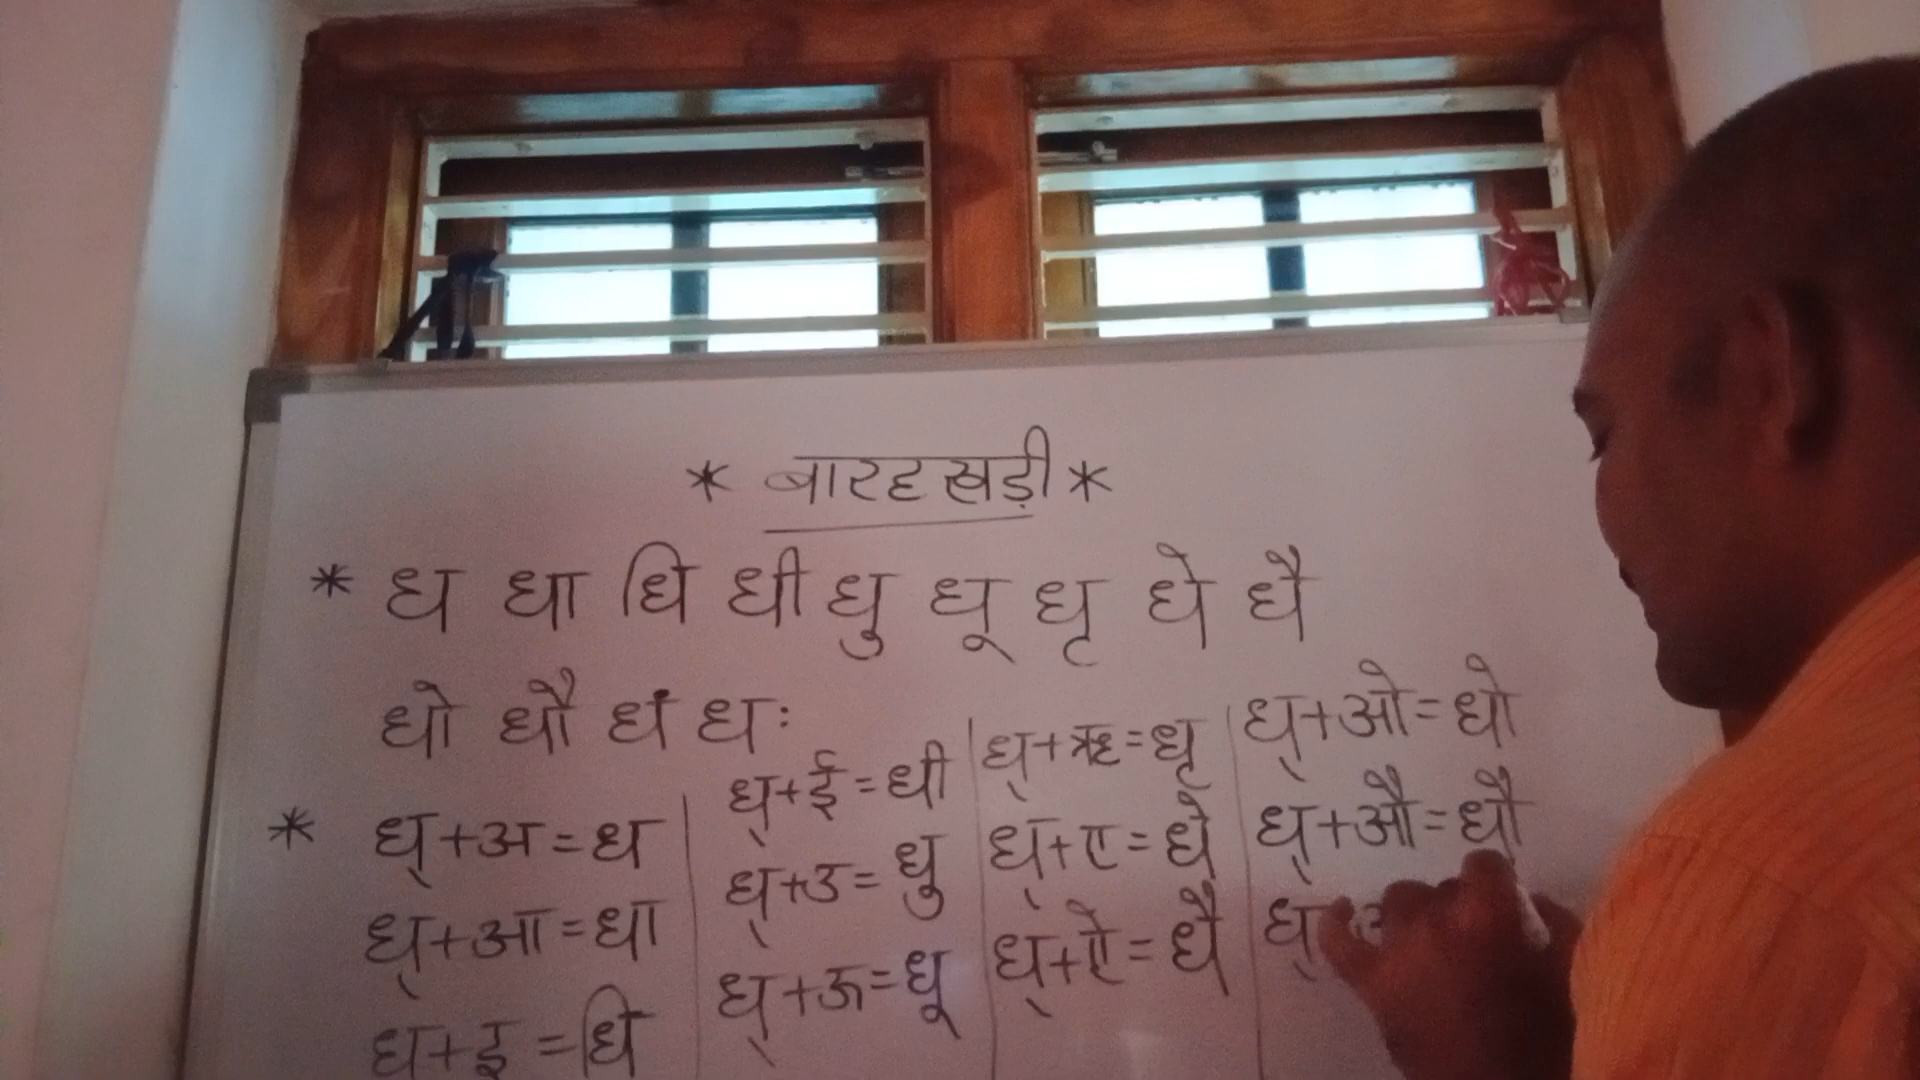 * बारहखड़ी *
* ध धा धि धी धु धू धृ धे धै
धो धौ धं धः
* ध्+अ=ध
ध्+आ=धा
ध+इ=धि
ध्+ई=धी
ध्+उ=धु
ध्+ऊ=धू
ध्+ऋ=धृ
ध्+ए=धे
ध्+ऐ=धै
ध्+ओ=धो
ध्+औ=धौ
ध्